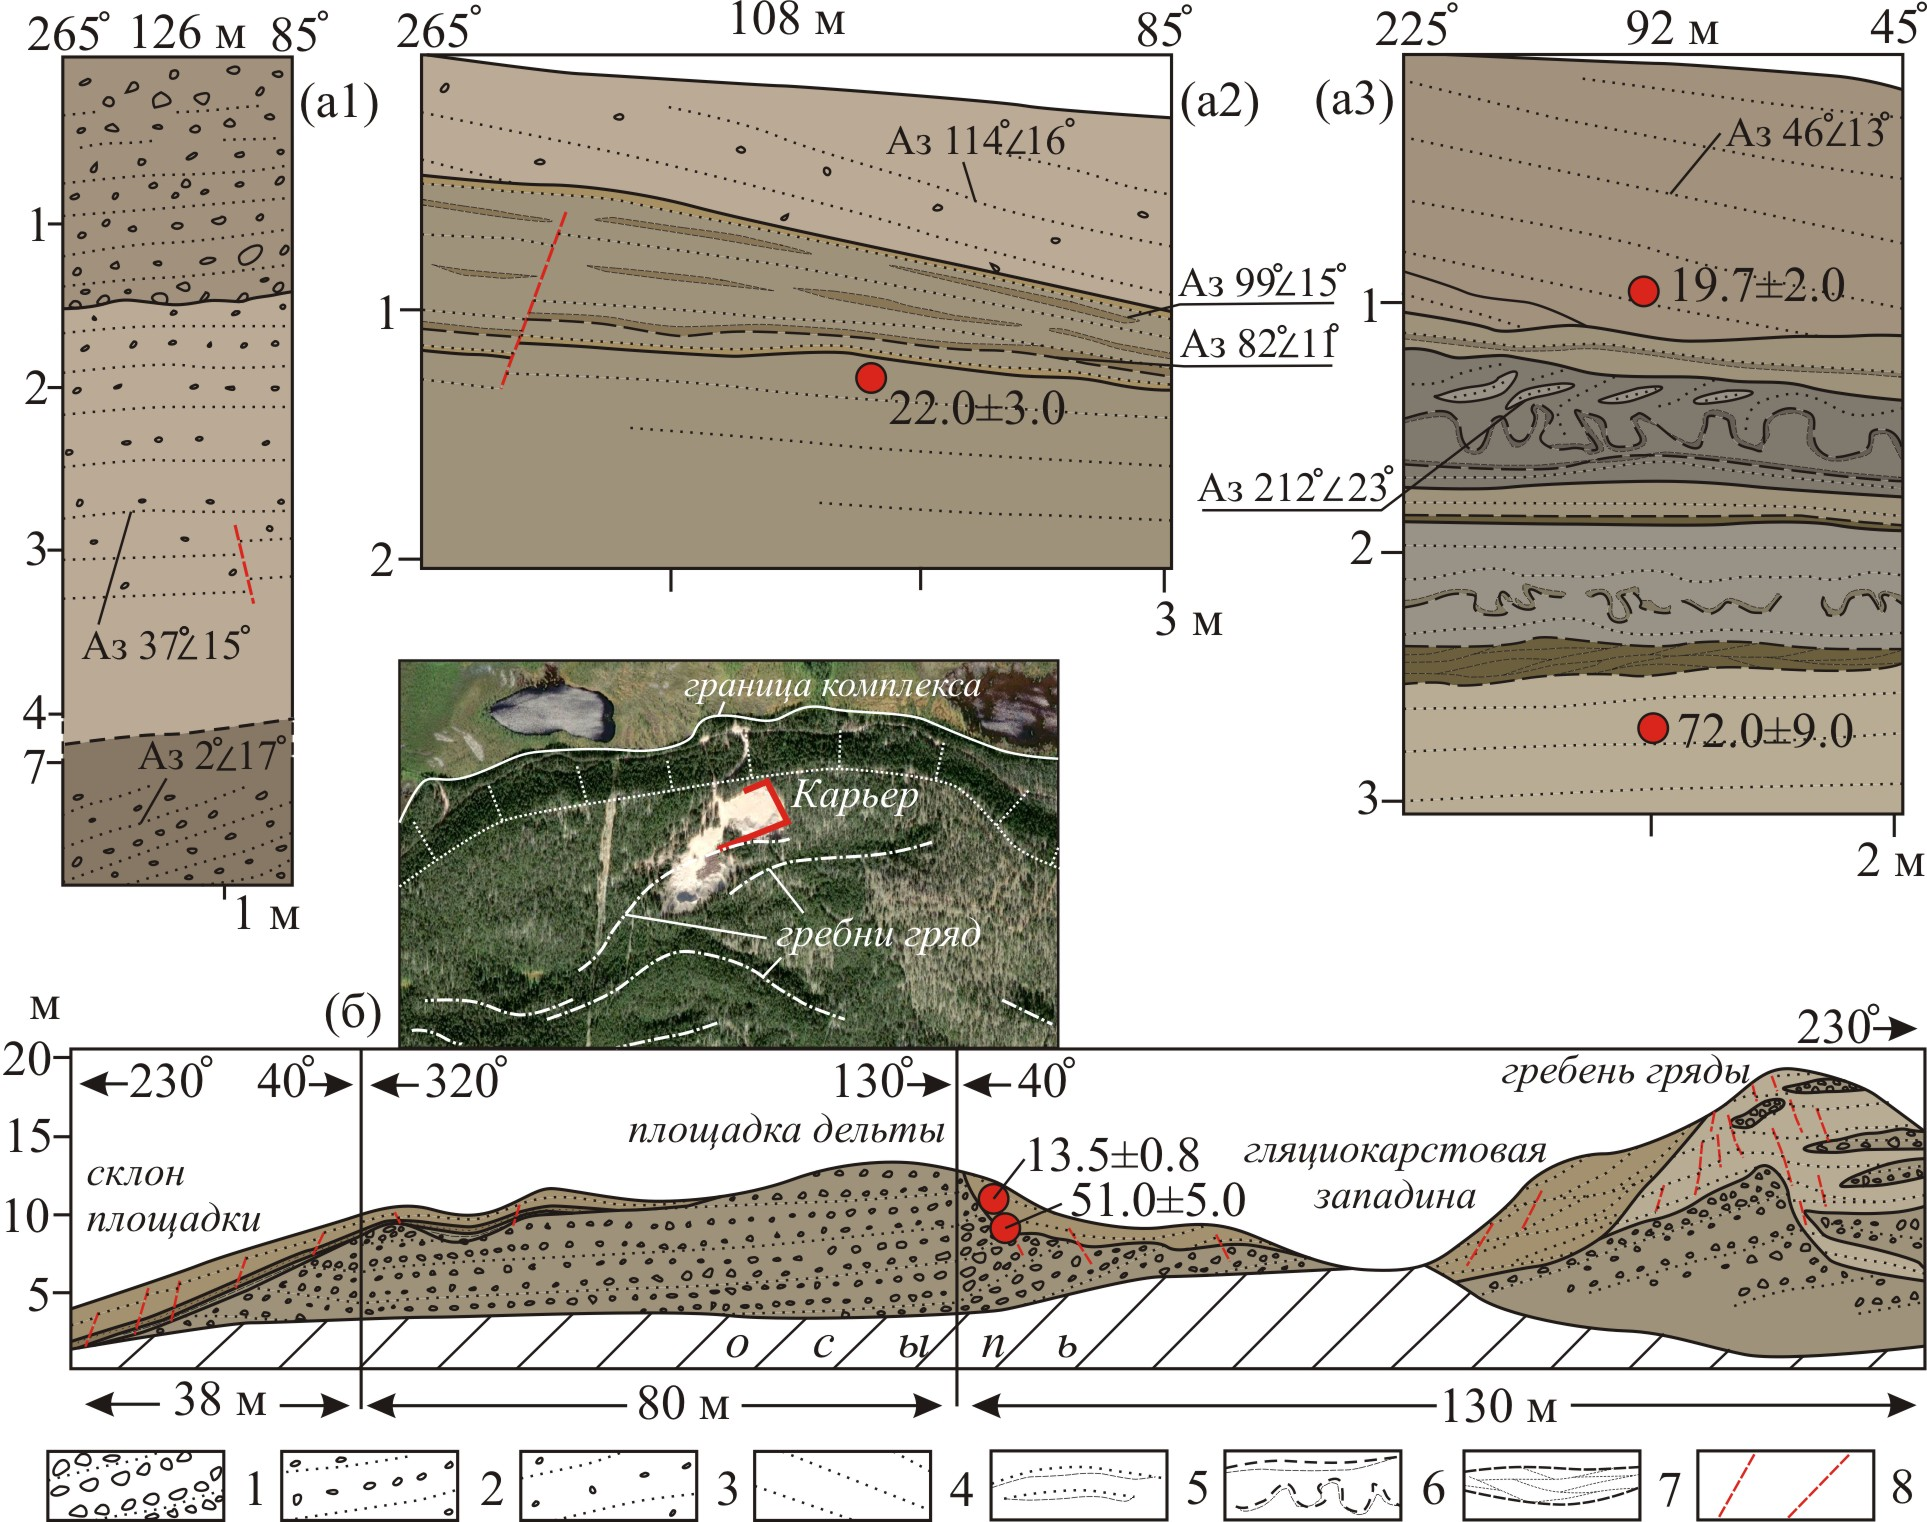 265° 126 м 85°
(а1)
1
2
3
Аз 37°∠15°
4
7
Аз 2°∠17°
1 м
265° 108 м 85°
(а2)
Аз 114°∠16°
Аз 99°∠15°
1
Аз 82°∠11°
22.0±3.0
2
3 м
225° 92 м 45°
(а3)
Аз 46°∠13°
19.7±2.0
1
Аз 212°∠23°
2
72.0±9.0
3
2 м
граница комплекса
Карьер
гребни гряд
(б)
м
230°
20
230° 40° 320° 130° 40°
гребень гряды
15
площадка дельты
13.5±0.8
гляциокарстовая
западина
склон
площадки
51.0±5.0
10
5
о с ы п ь
38 м 80 м 130 м
1 2 3 4 5 6 7 8